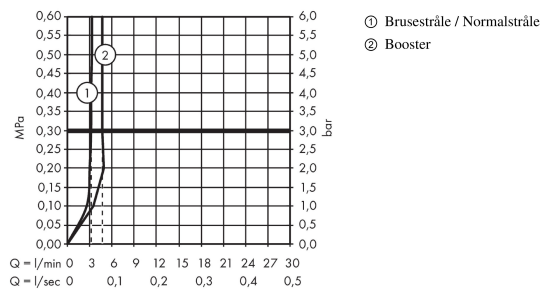 0,60 6,0
0,55 5,5
0,50 5,0
0,45 4,5
0,40 4,0
0,35 3,5
0,30 3,0
0,25 2,5
0,20 2,0
0,15 1,5
0,10 1,0
0,05 0,5
0,00 0,0
MPa
bar
1
2
Q = l/min 0 3 6 9 12 15 18 21 24 27 30
Q = l/sec 0 0,1 0,2 0,3 0,4 0,5
① Brusestråle / Normalstråle
② Booster